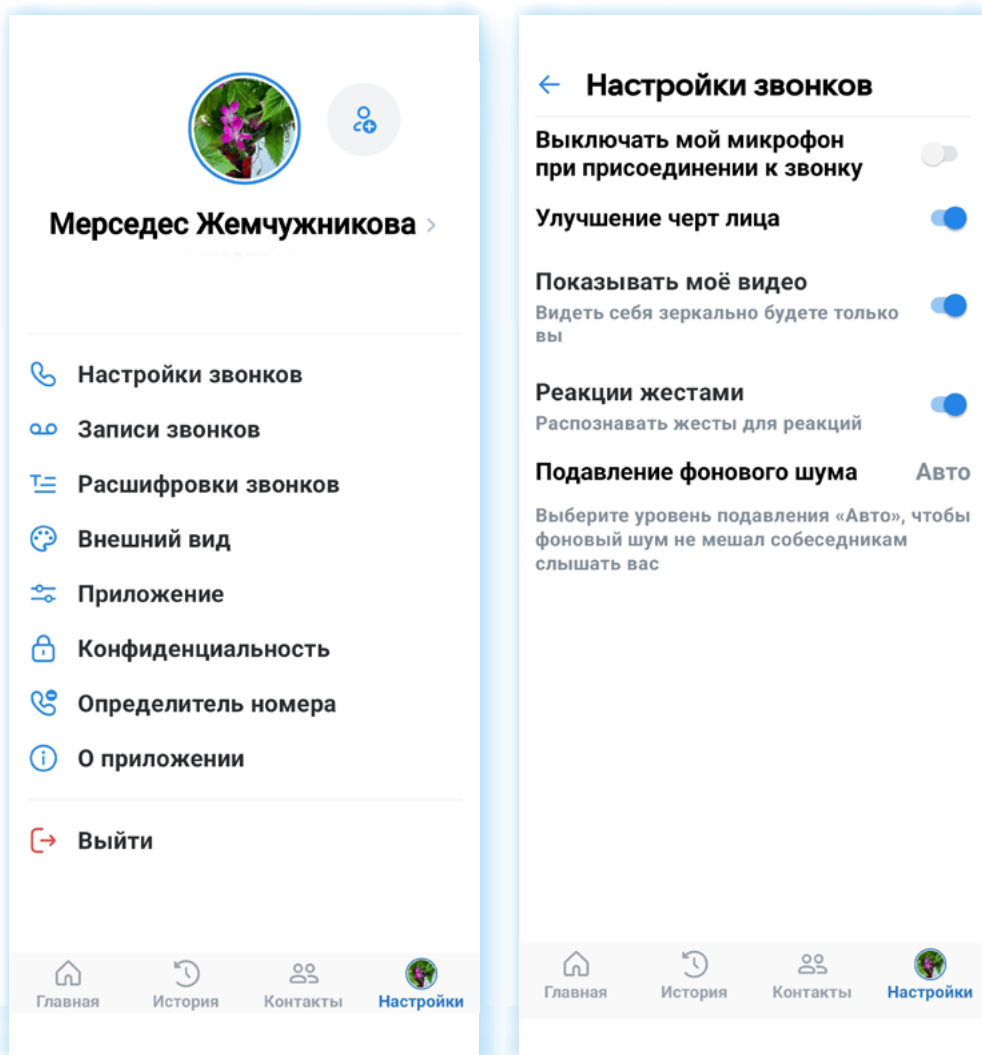 Мерседес Жемчужникова
Настройки звонков
Записи звонков
Расшифровки звонков
Внешний вид
Приложение
Конфиденциальность
Определитель номера
О приложении
Выйти
Главная
История
Контакты
Настройки
Настройки звонков
Выключать мой микрофон
при присоединении к звонку
Улучшение черт лица
Показывать моё видео
Видеть себя зеркально будете только
вы
Реакции жестами
Распознавать жесты для реакций
Подавление фонового шума
Авто
Выберите уровень подавления «Авто», чтобы
фоновый шум не мешал собеседникам
слышать вас
Главная
История
Контакты
Настройки